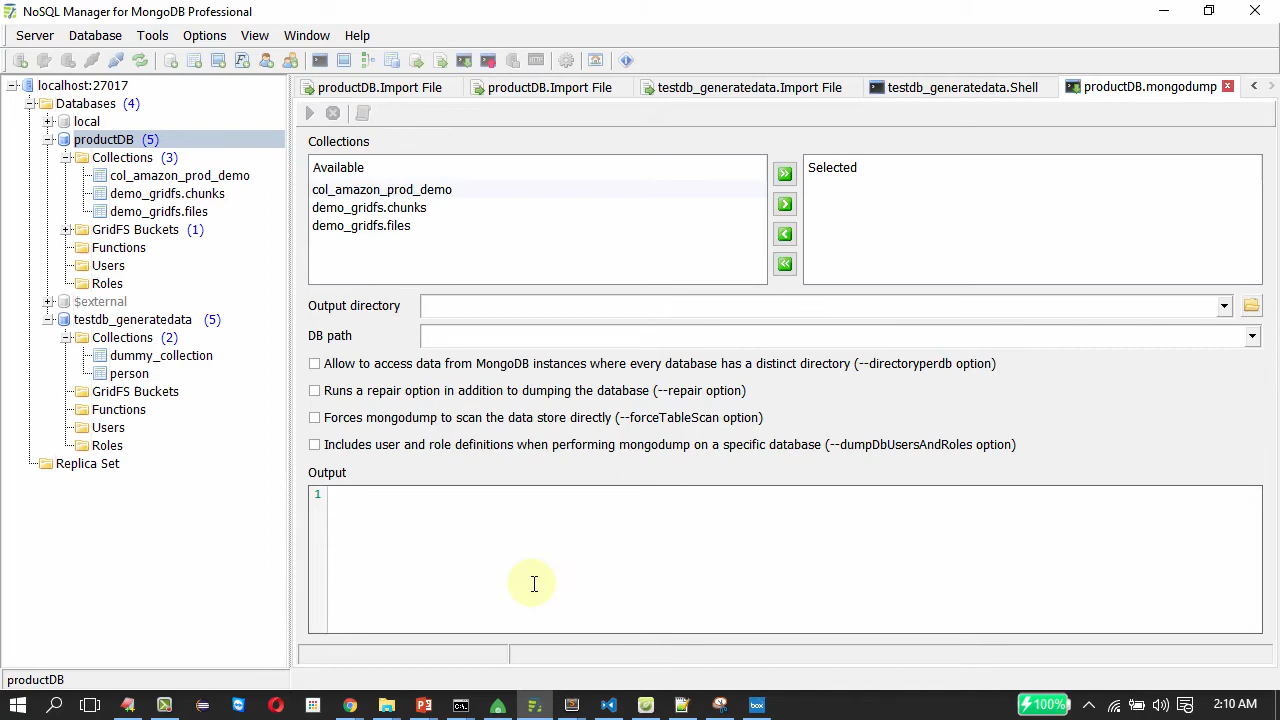 NoSQL Manager for MongoDB Professional
Server Database Tools Options View Window Help
localhost:27017
Databases (4)
local
productDB (5)
Collections (3)
col_amazon_prod_demo
demo_gridfs.chunks
demo_gridfs.files
GridFS Buckets (1)
Functions
Users
Roles
$external
testdb_generatedata (5)
Collections (2)
dummy_collection
person
GridFS Buckets
Functions
Users
Roles
Replica Set
productDB.Import File productDB.Import File testdb_generatedata.Import File testdb_generatedata.Shell productDB.mongodump
Collections
Available
col_amazon_prod_demo
demo_gridfs.chunks
demo_gridfs.files
Selected
Output directory
DB path
Allow to access data from MongoDB instances where every database has a distinct directory (--directoryperdb option)
Runs a repair option in addition to dumping the database (--repair option)
Forces mongodump to scan the data store directly (--forceTableScan option)
Includes user and role definitions when performing mongodump on a specific database (--dumpDbUsersAndRoles option)
Output
1
productDB
100%
2:10 AM